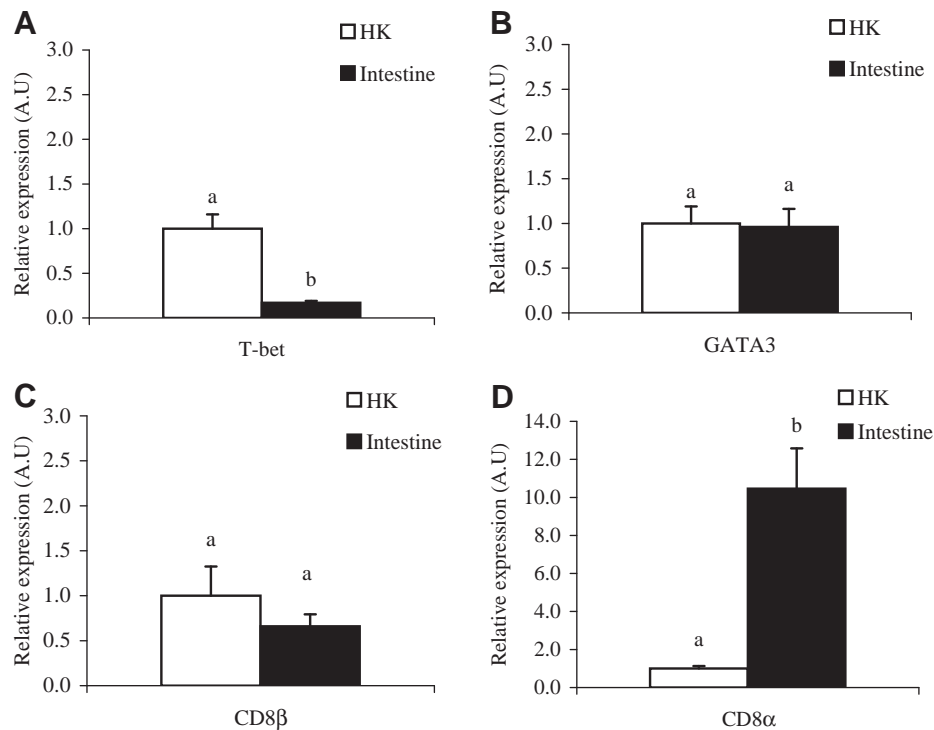 A
HK
Intestine
Relative expression (A.U)
3.0
2.5
2.0
1.5
1.0
0.5
0.0
a
b
T-bet
B
HK
Intestine
Relative expression (A.U)
3.0
2.5
2.0
1.5
1.0
0.5
0.0
a
a
GATA3
C
HK
Intestine
Relative expression (A.U)
3.0
2.5
2.0
1.5
1.0
0.5
0.0
a
a
CD8β
D
HK
Intestine
Relative expression (A.U)
14.0
12.0
10.0
8.0
6.0
4.0
2.0
0.0
a
b
CD8α